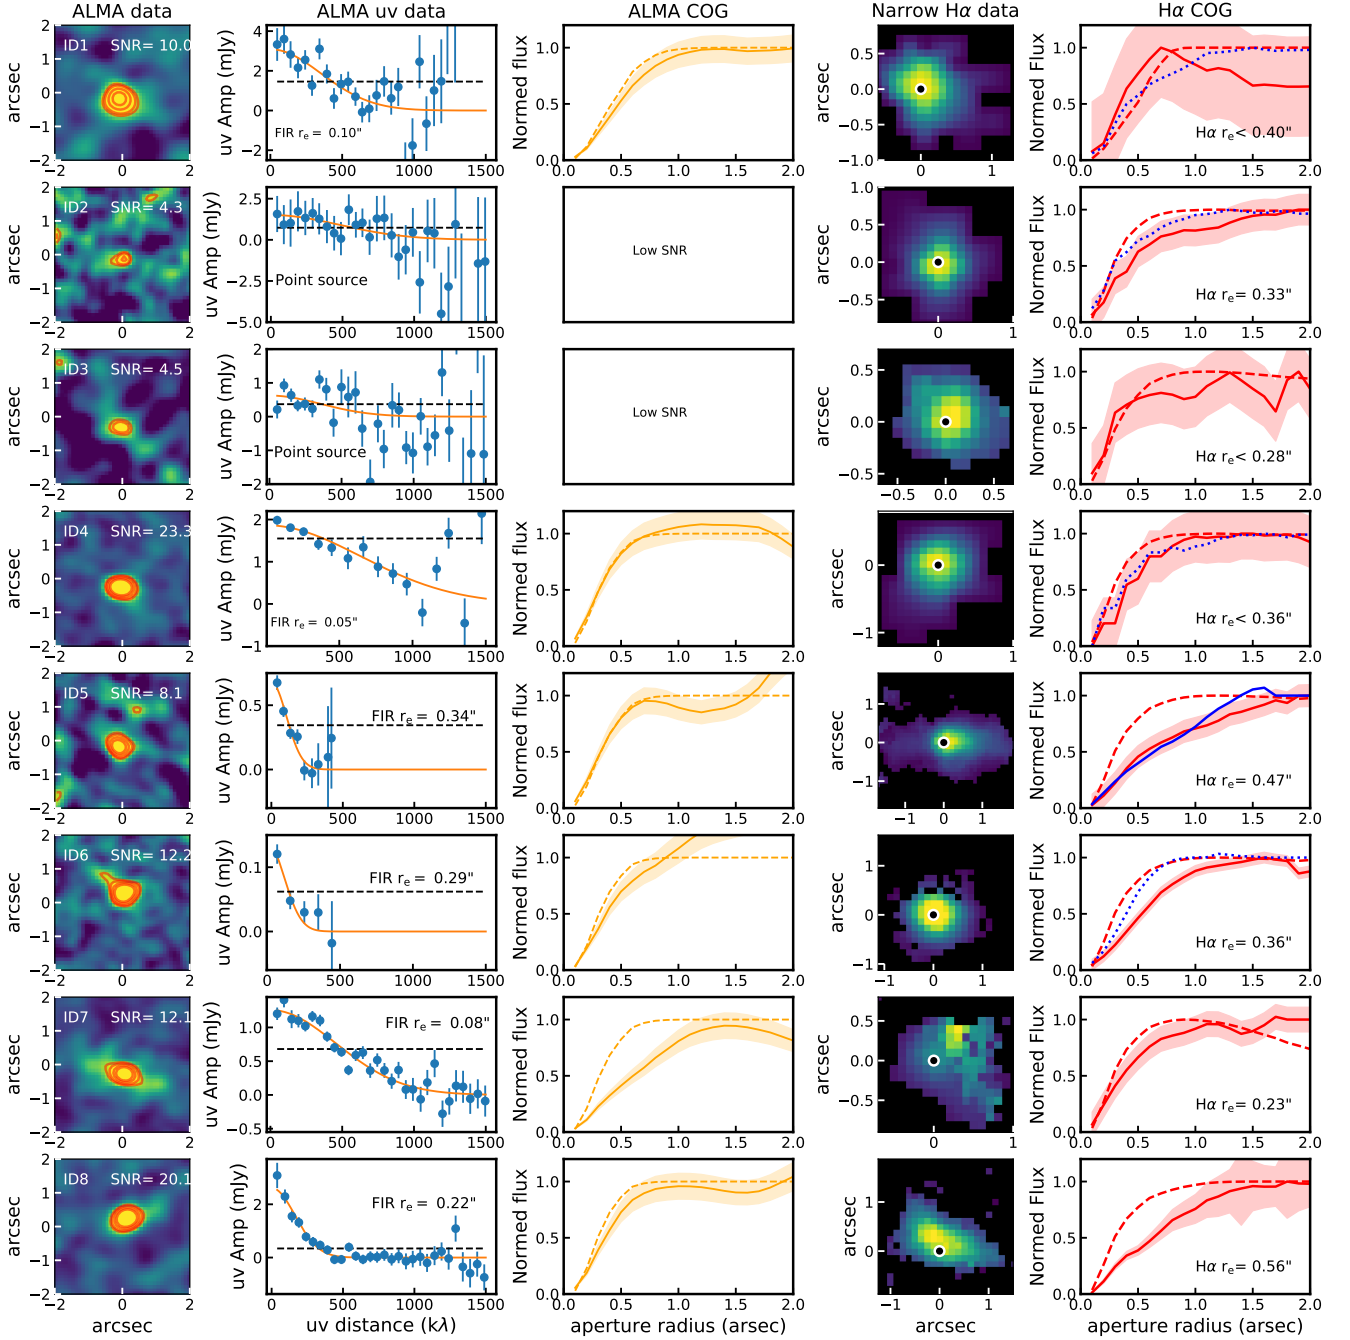 ALMA data
ALMA uv data
ALMA COG
Narrow Hα data
Hα COG
ID1 SNR= 10.0
FIR rₑ = 0.10"
Hα rₑ< 0.40"
ID2 SNR= 4.3
Point source
Low SNR
Hα rₑ= 0.33"
ID3 SNR= 4.5
Point source
Low SNR
Hα rₑ< 0.28"
ID4 SNR= 23.3
FIR rₑ = 0.05"
Hα rₑ< 0.36"
ID5 SNR= 8.1
FIR rₑ = 0.34"
Hα rₑ= 0.47"
ID6 SNR= 12.2
FIR rₑ = 0.29"
Hα rₑ= 0.36"
ID7 SNR= 12.1
FIR rₑ = 0.08"
Hα rₑ= 0.23"
ID8 SNR= 20.1
FIR rₑ = 0.22"
Hα rₑ= 0.56"
arcsec
uv Amp (mJy)
Normed flux
arcsec
Normed Flux
arcsec
uv distance (kλ)
aperture radius (arsec)
arcsec
aperture radius (arsec)